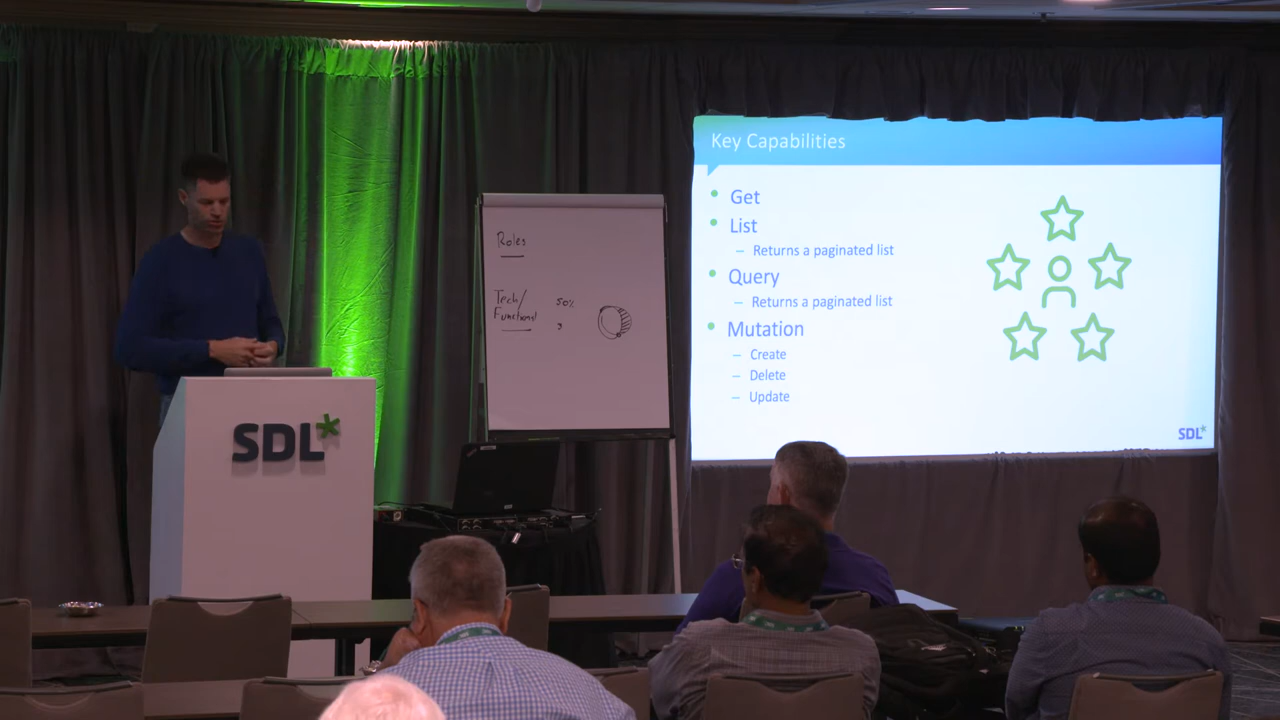 Key Capabilities
• Get
• List
– Returns a paginated list
• Query
– Returns a paginated list
• Mutation
– Create
– Delete
– Update
SDL*
Roles
Tech/
Functional
50%
3
SDL*